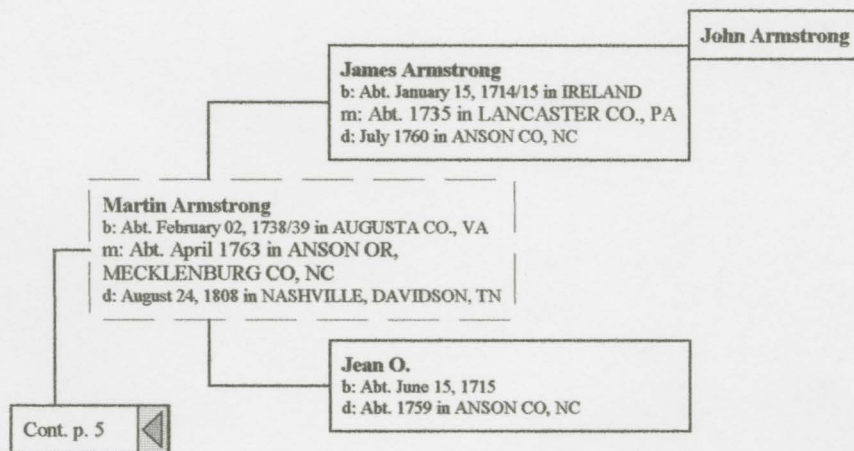 John Armstrong
James Armstrong
b: Abt. January 15, 1714/15 in IRELAND
m: Abt. 1735 in LANCASTER CO., PA
d: July 1760 in ANSON CO, NC
Martin Armstrong
b: Abt. February 02, 1738/39 in AUGUSTA CO., VA
m: Abt. April 1763 in ANSON OR,
MECKLENBURG CO, NC
d: August 24, 1808 in NASHVILLE, DAVIDSON, TN
Jean O.
b: Abt. June 15, 1715
d: Abt. 1759 in ANSON CO, NC
Cont. p. 5